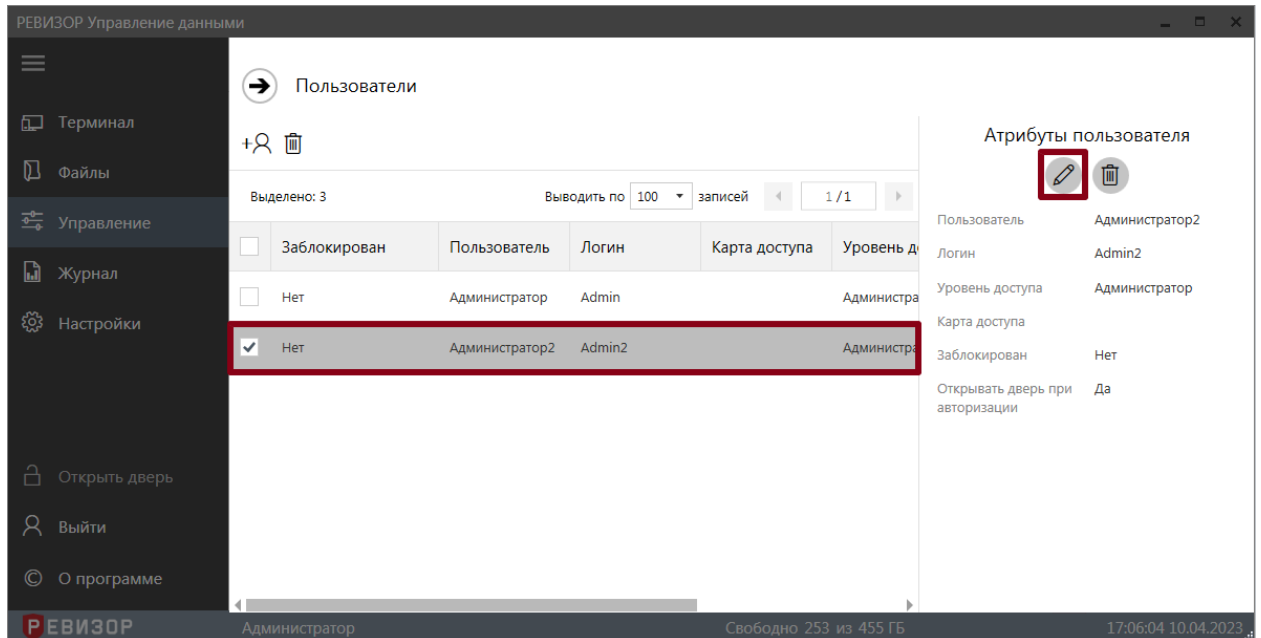 РЕВИЗОР Управление данными
Терминал
Файлы
Управление
Журнал
Настройки
Открыть дверь
Выйти
О программе
Пользователи
Выделено: 3
Выводить по 100 записей 1 / 1
Заблокирован Пользователь Логин Карта доступа Уровень д
Нет Администратор Admin Администра
Нет Администратор2 Admin2 Администра
Атрибуты пользователя
Пользователь Администратор2
Логин Admin2
Уровень доступа Администратор
Карта доступа
Заблокирован Нет
Открывать дверь при Да
авторизации
РЕВИЗОР Администратор Свободно 253 из 455 ГБ 17:06:04 10.04.2023